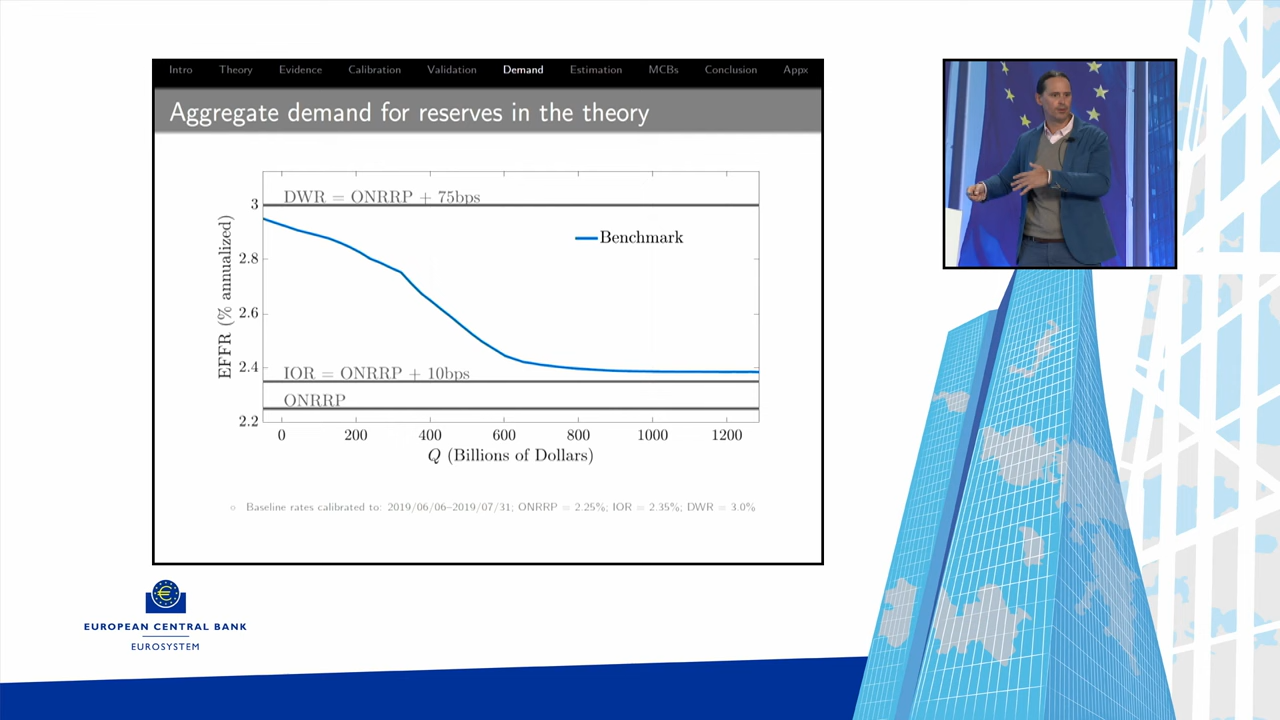 Intro Theory Evidence Calibration Validation Demand Estimation MCBs Conclusion Appx
Aggregate demand for reserves in the theory
DWR = ONRRP + 75bps
Benchmark
IOR = ONRRP + 10bps
ONRRP
EFFR (% annualized)
3
2.8
2.6
2.4
2.2
0 200 400 600 800 1000 1200
Q (Billions of Dollars)
Baseline rates calibrated to: 2019/06/06–2019/07/31; ONRRP = 2.25%; IOR = 2.35%; DWR = 3.0%
EUROPEAN CENTRAL BANK
EUROSYSTEM